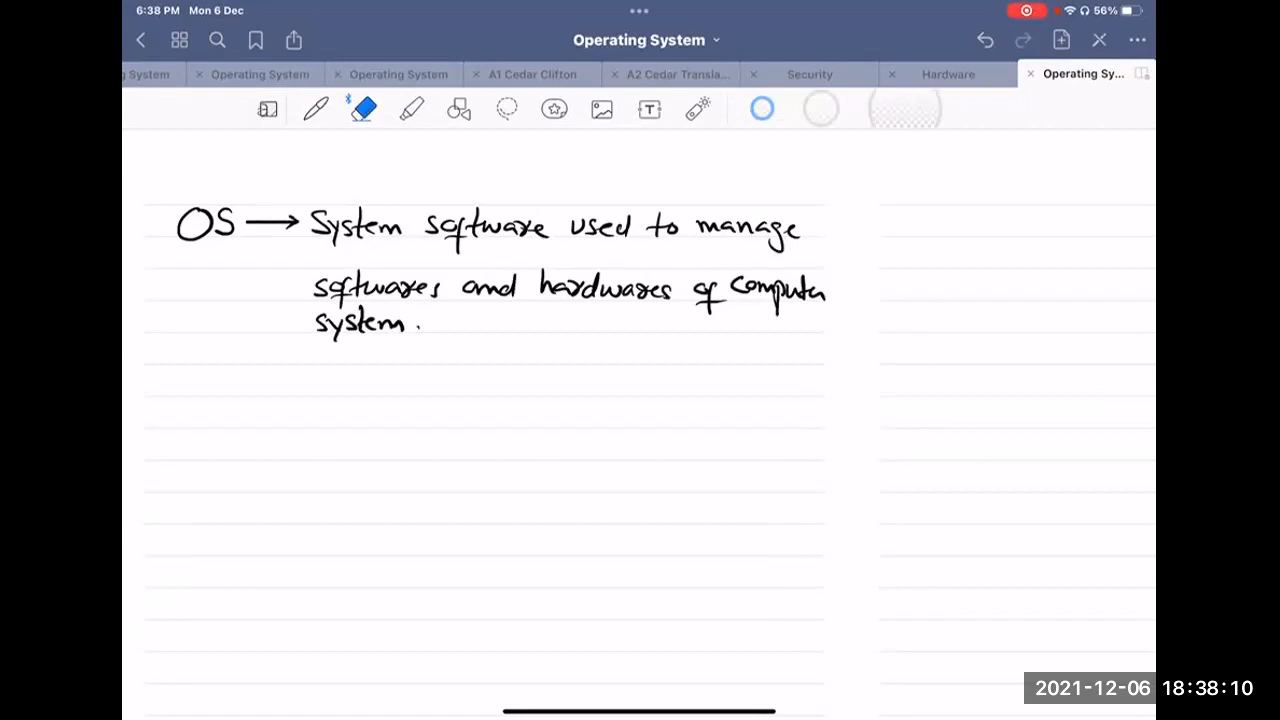 6:38 PM Mon 6 Dec
56%
Operating System
g System
Operating System
Operating System
A1 Cedar Clifton
A2 Cedar Transla...
Security
Hardware
Operating Sy...
T
OS → System software used to manage
softwares and hardwares of computer
system.
2021-12-06 18:38:10